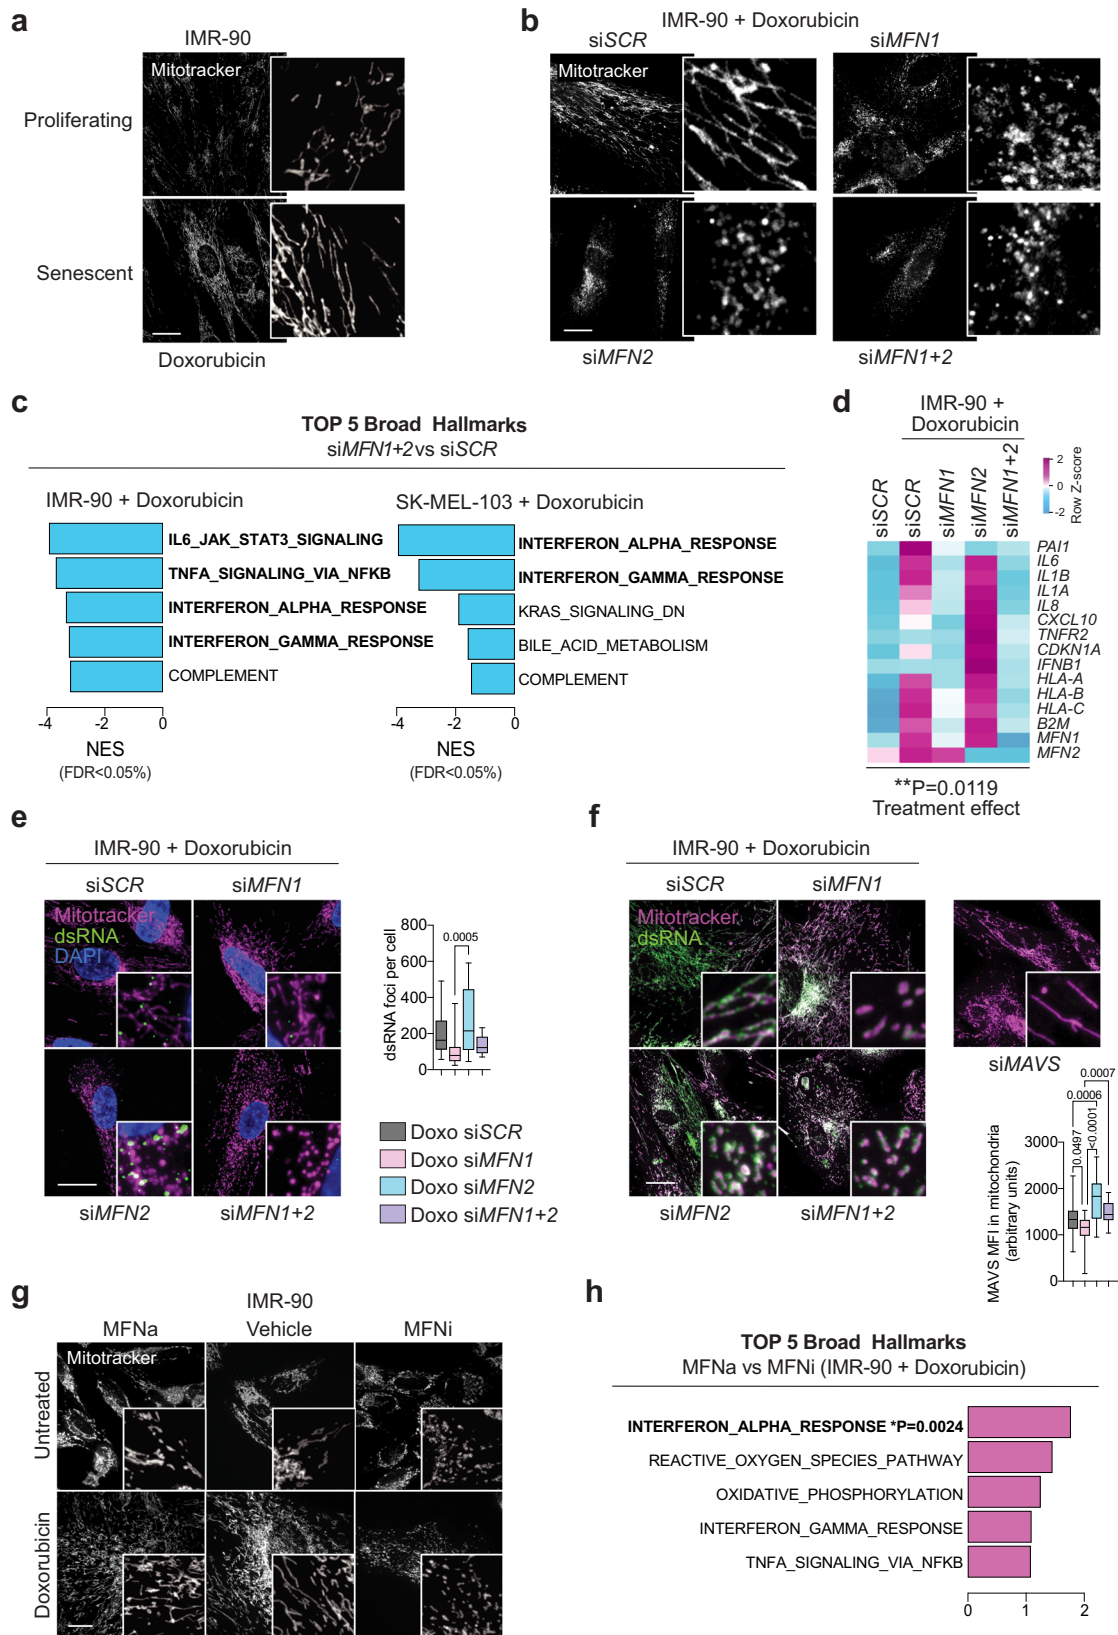 a
IMR-90
Mitotracker
Proliferating
Senescent
Doxorubicin
b
IMR-90 + Doxorubicin
siSCR
siMFN1
Mitotracker
siMFN2
siMFN1+2
c
TOP 5 Broad Hallmarks
siMFN1+2 vs siSCR
IMR-90 + Doxorubicin
IL6_JAK_STAT3_SIGNALING
TNFA_SIGNALING_VIA_NFKB
INTERFERON_ALPHA_RESPONSE
INTERFERON_GAMMA_RESPONSE
COMPLEMENT
-4 -2 0
NES
(FDR<0.05%)
SK-MEL-103 + Doxorubicin
INTERFERON_ALPHA_RESPONSE
INTERFERON_GAMMA_RESPONSE
KRAS_SIGNALING_DN
BILE_ACID_METABOLISM
COMPLEMENT
-4 -2 0
NES
(FDR<0.05%)
d
IMR-90 +
Doxorubicin
siSCR
siSCR
siMFN1
siMFN2
siMFN1+2
2
0
-2
Row Z-score
PAI1
IL6
IL1B
IL1A
IL8
CXCL10
TNFR2
CDKN1A
IFNB1
HLA-A
HLA-B
HLA-C
B2M
MFN1
MFN2
**P=0.0119
Treatment effect
e
IMR-90 + Doxorubicin
siSCR
siMFN1
Mitotracker
dsRNA
DAPI
siMFN2
siMFN1+2
dsRNA foci per cell
800
600
400
200
0
0.0005
Doxo siSCR
Doxo siMFN1
Doxo siMFN2
Doxo siMFN1+2
f
IMR-90 + Doxorubicin
siSCR
siMFN1
Mitotracker
dsRNA
siMFN2
siMFN1+2
siMAVS
MAVS MFI in mitochondria
(arbitrary units)
3000
2000
1000
0
0.0007
0.0006
0.0497
<0.0001
g
IMR-90
MFNa
Vehicle
MFNi
Mitotracker
Untreated
Doxorubicin
h
TOP 5 Broad Hallmarks
MFNa vs MFNi (IMR-90 + Doxorubicin)
INTERFERON_ALPHA_RESPONSE *P=0.0024
REACTIVE_OXYGEN_SPECIES_PATHWAY
OXIDATIVE_PHOSPHORYLATION
INTERFERON_GAMMA_RESPONSE
TNFA_SIGNALING_VIA_NFKB
0 1 2